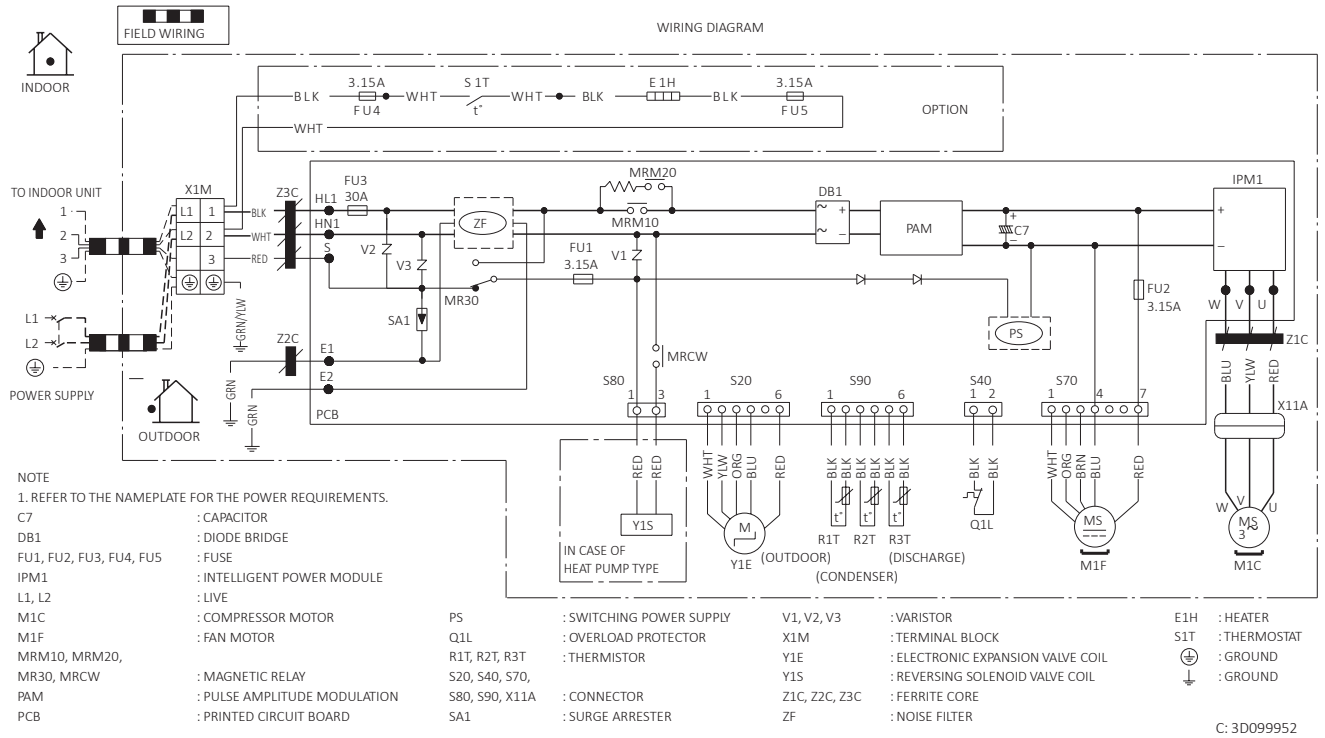 FIELD WIRING
WIRING DIAGRAM
INDOOR
3.15A S1T E1H 3.15A
BLK WHT WHT BLK BLK
FU4 t° FU5
OPTION
WHT
TO INDOOR UNIT
1
2
3
X1M
L1 1
L2 2
3
BLK
WHT
RED
Z3C
HL1
HN1
S
FU3
30A
V2
V3
ZF
MR30
SA1
MRM20
MRM10
FU1
3.15A
V1
DB1
~ +
~ −
PAM
+
C7
−
IPM1
+
−
FU2
3.15A
W V U
PS
L1
L2
POWER SUPPLY
GRN/YLW
Z2C
E1
E2
GRN
GRN
PCB
OUTDOOR
MRCW
Z1C
BLU YLW RED
X11A
S80 S20 S90 S40 S70
1 3 1 6 1 6 1 2 1 4 7
RED RED WHT YLW ORG BLU RED BLK BLK BLK BLK BLK BLK BLK BLK WHT ORG BRN BLU RED
Y1S
IN CASE OF
HEAT PUMP TYPE
M
Y1E
t° t° t°
R1T R2T R3T
(OUTDOOR) (DISCHARGE)
(CONDENSER)
Q1L
MS
M1F
W V U
MS
3~
M1C
NOTE
1. REFER TO THE NAMEPLATE FOR THE POWER REQUIREMENTS.
C7 : CAPACITOR
DB1 : DIODE BRIDGE
FU1, FU2, FU3, FU4, FU5 : FUSE
IPM1 : INTELLIGENT POWER MODULE
L1, L2 : LIVE
M1C : COMPRESSOR MOTOR
M1F : FAN MOTOR
MRM10, MRM20,
MR30, MRCW : MAGNETIC RELAY
PAM : PULSE AMPLITUDE MODULATION
PCB : PRINTED CIRCUIT BOARD
PS : SWITCHING POWER SUPPLY
Q1L : OVERLOAD PROTECTOR
R1T, R2T, R3T : THERMISTOR
S20, S40, S70,
S80, S90, X11A : CONNECTOR
SA1 : SURGE ARRESTER
V1, V2, V3 : VARISTOR
X1M : TERMINAL BLOCK
Y1E : ELECTRONIC EXPANSION VALVE COIL
Y1S : REVERSING SOLENOID VALVE COIL
Z1C, Z2C, Z3C : FERRITE CORE
ZF : NOISE FILTER
E1H : HEATER
S1T : THERMOSTAT
: GROUND
: GROUND
C: 3D099952